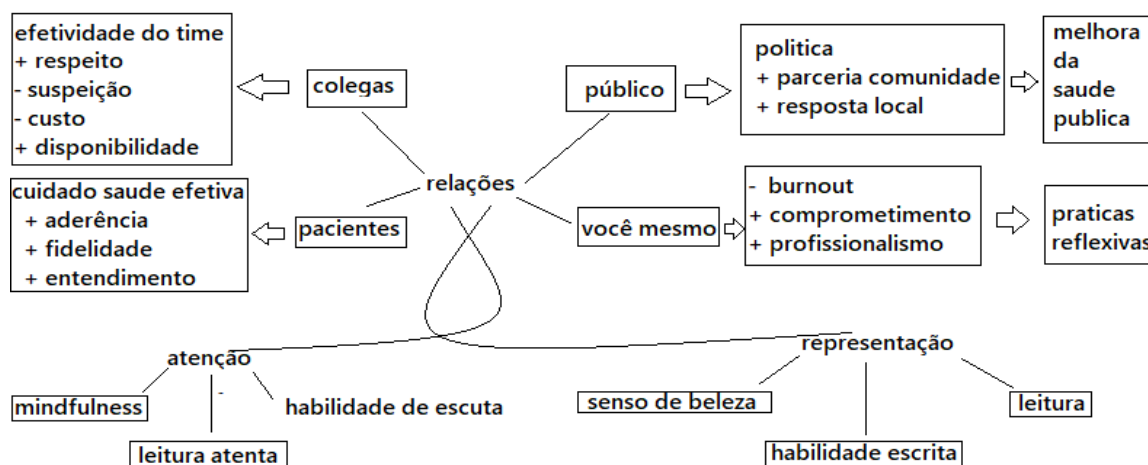 efetividade do time
+ respeito
- suspeição
- custo
+ disponibilidade
colegas
público
politica
+ parceria comunidade
+ resposta local
melhora
da
saude
publica
relações
cuidado saude efetiva
+ aderência
+ fidelidade
+ entendimento
pacientes
você mesmo
- burnout
+ comprometimento
+ profissionalismo
praticas
reflexivas
atenção
mindfulness
-
leitura atenta
habilidade de escuta
representação
senso de beleza
habilidade escrita
leitura